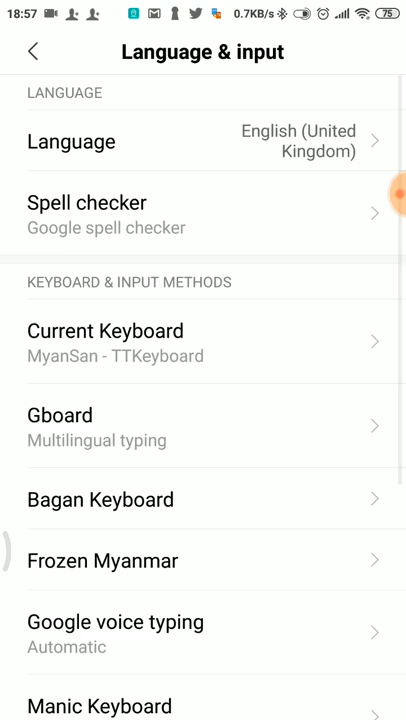 18:57 0.7KB/s 75
Language & input
LANGUAGE
Language
English (United
Kingdom)
Spell checker
Google spell checker
KEYBOARD & INPUT METHODS
Current Keyboard
MyanSan - TTKeyboard
Gboard
Multilingual typing
Bagan Keyboard
Frozen Myanmar
Google voice typing
Automatic
Manic Keyboard